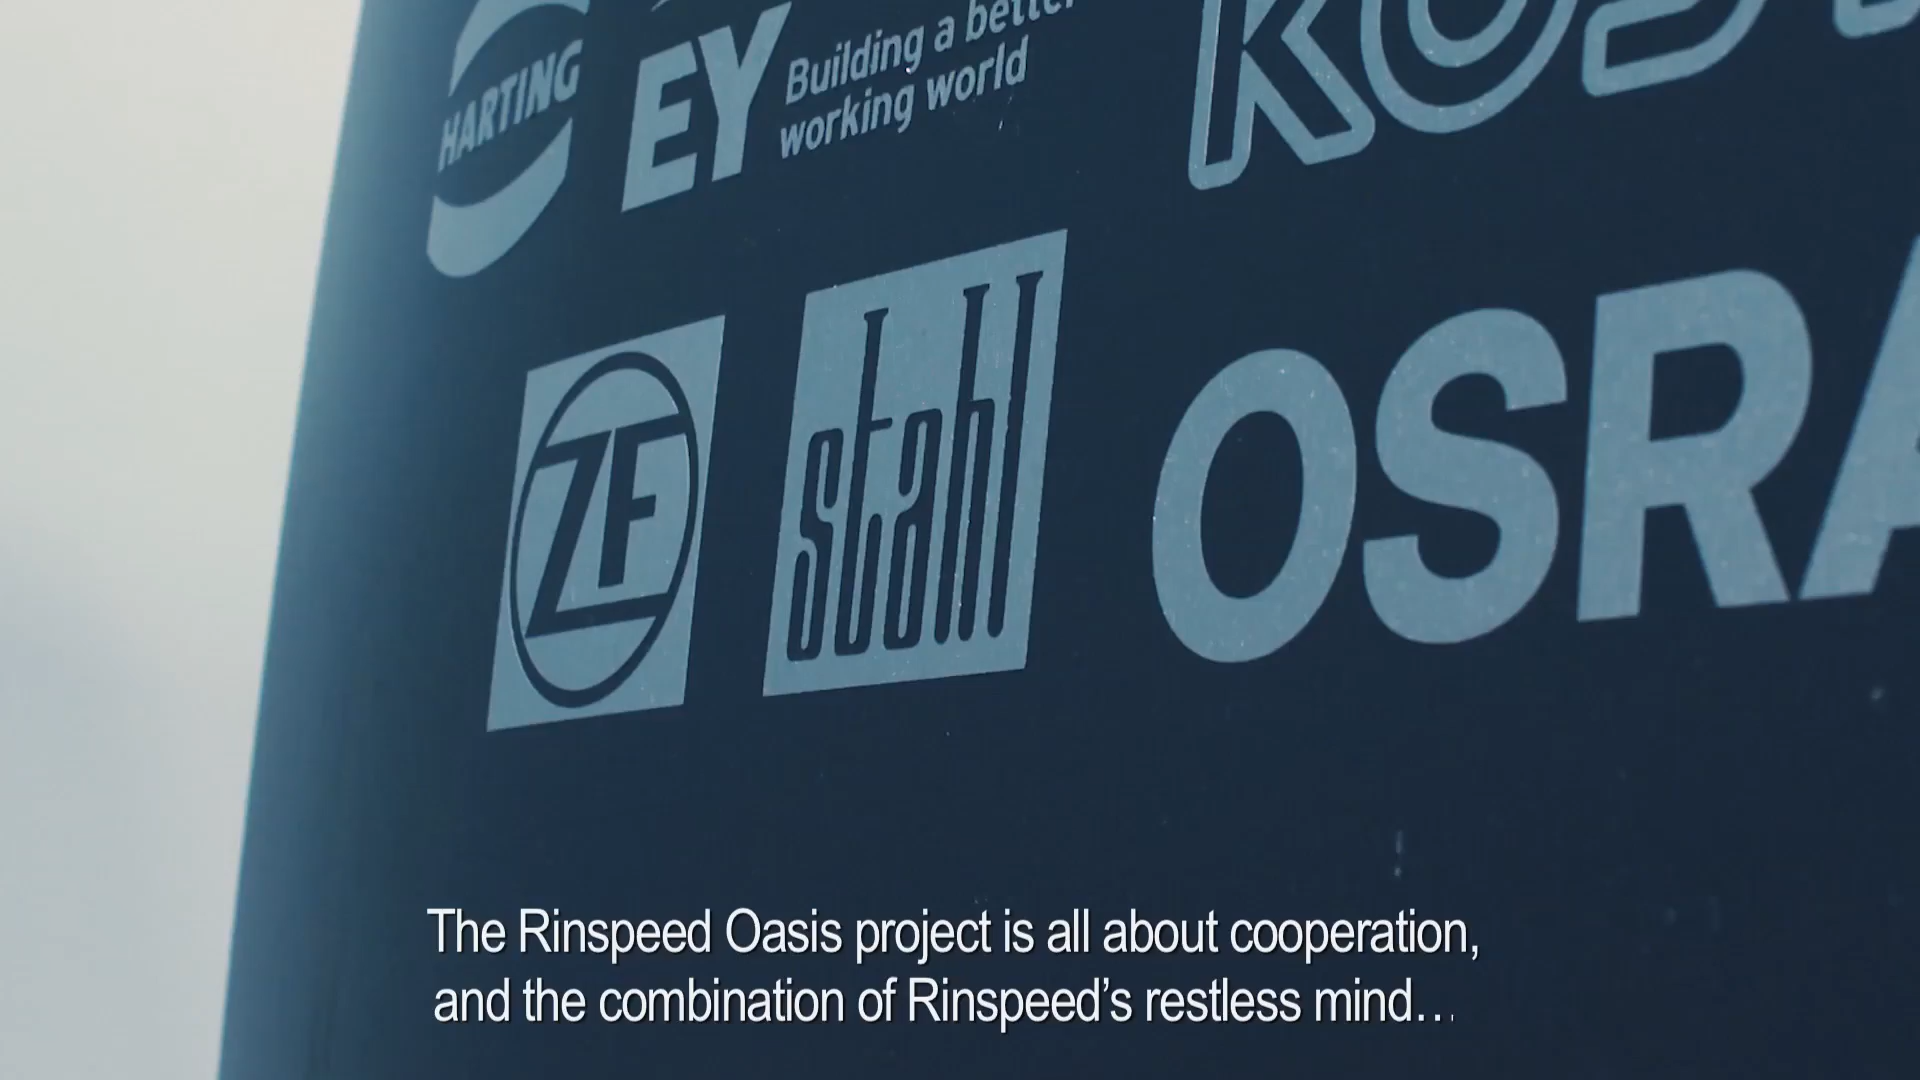 HARTING
EY Building a better
working world
ZF
stahl
OSRA
The Rinspeed Oasis project is all about cooperation,
and the combination of Rinspeed’s restless mind…